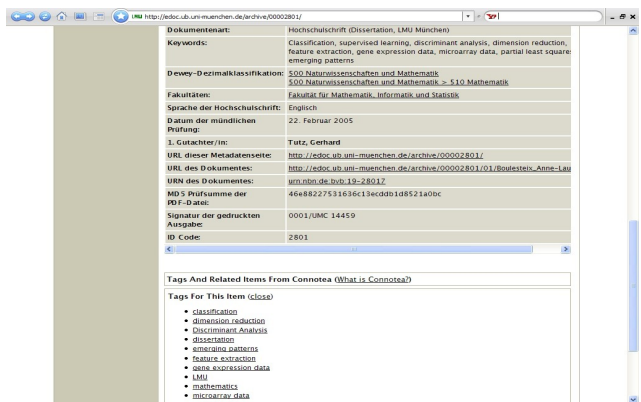 LMU http://edoc.ub.uni-muenchen.de/archive/00002801/
Dokumentenart: Hochschulschrift (Dissertation, LMU München)
Keywords: Classification, supervised learning, discriminant analysis, dimension reduction,
feature extraction, gene expression data, microarray data, partial least square
emerging patterns
Dewey-Dezimalklassifikation: 500 Naturwissenschaften und Mathematik
500 Naturwissenschaften und Mathematik > 510 Mathematik
Fakultäten: Fakultät für Mathematik, Informatik und Statistik
Sprache der Hochschulschrift: Englisch
Datum der mündlichen Prüfung: 22. Februar 2005
1. Gutachter/in: Tutz, Gerhard
URL dieser Metadatenseite: http://edoc.ub.uni-muenchen.de/archive/00002801/
URL des Dokumentes: http://edoc.ub.uni-muenchen.de/archive/00002801/01/Boulesteix_Anne-Lau
URN des Dokumentes: urn:nbn:de:bvb:19-28017
MD5 Prüfsumme der PDF-Datei: 46e88227531636c13ecddb1d8521a0bc
Signatur der gedruckten Ausgabe: 0001/UMC 14459
ID Code: 2801
Tags And Related Items From Connotea (What is Connotea?)
Tags For This Item (close)
• classification
• dimension reduction
• Discriminant Analysis
• dissertation
• emerging patterns
• feature extraction
• gene expression data
• LMU
• mathematics
• microarray data